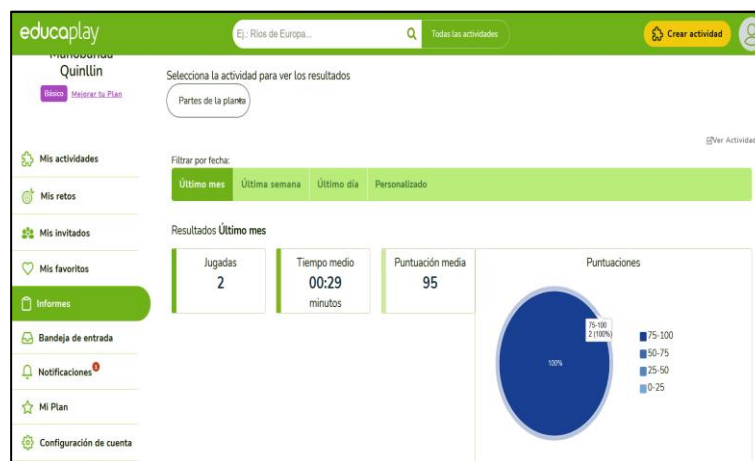 educaplay
Ej.: Rios de Europa...
Todas las actividades
Crear actividad
Quinllin
Básico Mejorar tu Plan
Mis actividades
Mis retos
Mis invitados
Mis favoritos
Informes
Bandeja de entrada
Notificaciones 1
Mi Plan
Configuración de cuenta
Selecciona la actividad para ver los resultados
Partes de la planta
Ver Actividad
Filtrar por fecha:
Último mes Última semana Último día Personalizado
Resultados Último mes
Jugadas
2
Tiempo medio
00:29
minutos
Puntuación media
95
Puntuaciones
75-100
2 (100%)
100%
75-100
50-75
25-50
0-25